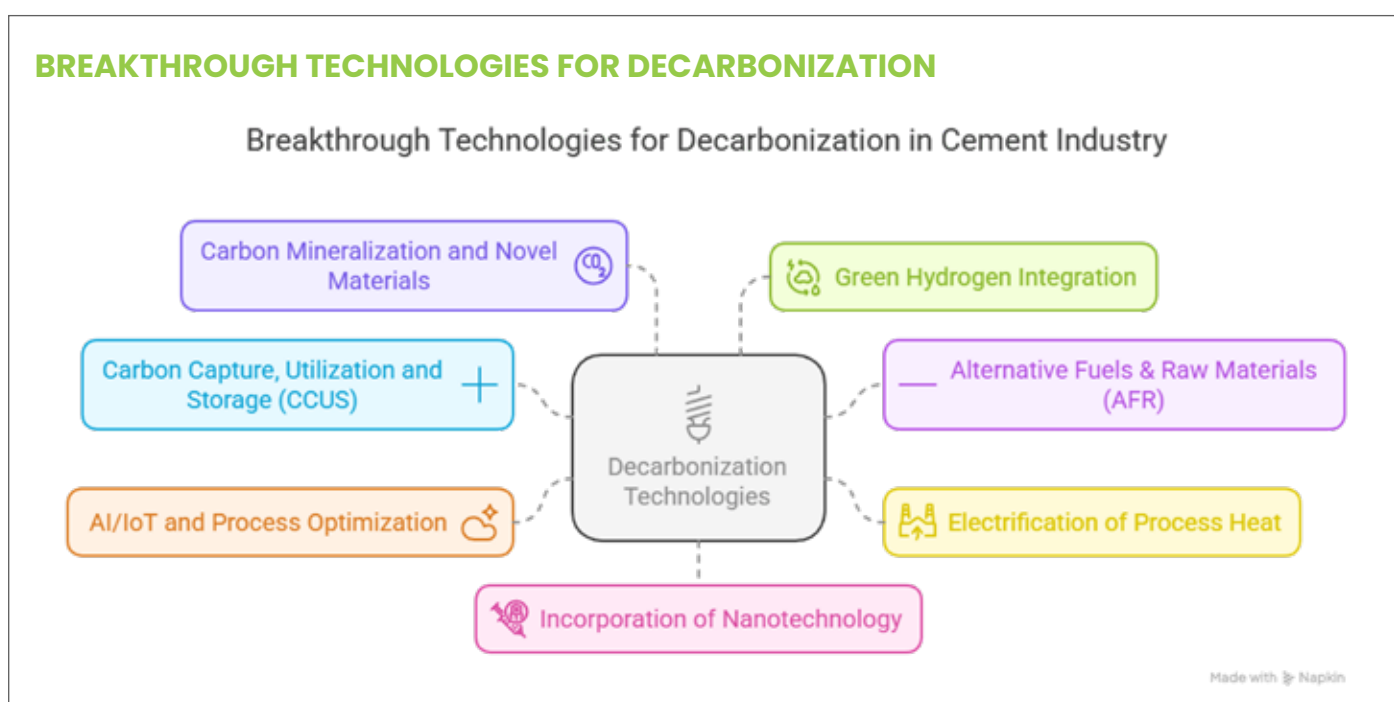 BREAKTHROUGH TECHNOLOGIES FOR DECARBONIZATION
Breakthrough Technologies for Decarbonization in Cement Industry
Carbon Mineralization and Novel
Materials
CO2
Green Hydrogen Integration
Carbon Capture, Utilization and
Storage (CCUS)
Alternative Fuels & Raw Materials
(AFR)
Decarbonization
Technologies
AI/IoT and Process Optimization
Electrification of Process Heat
Incorporation of Nanotechnology
Made with Napkin